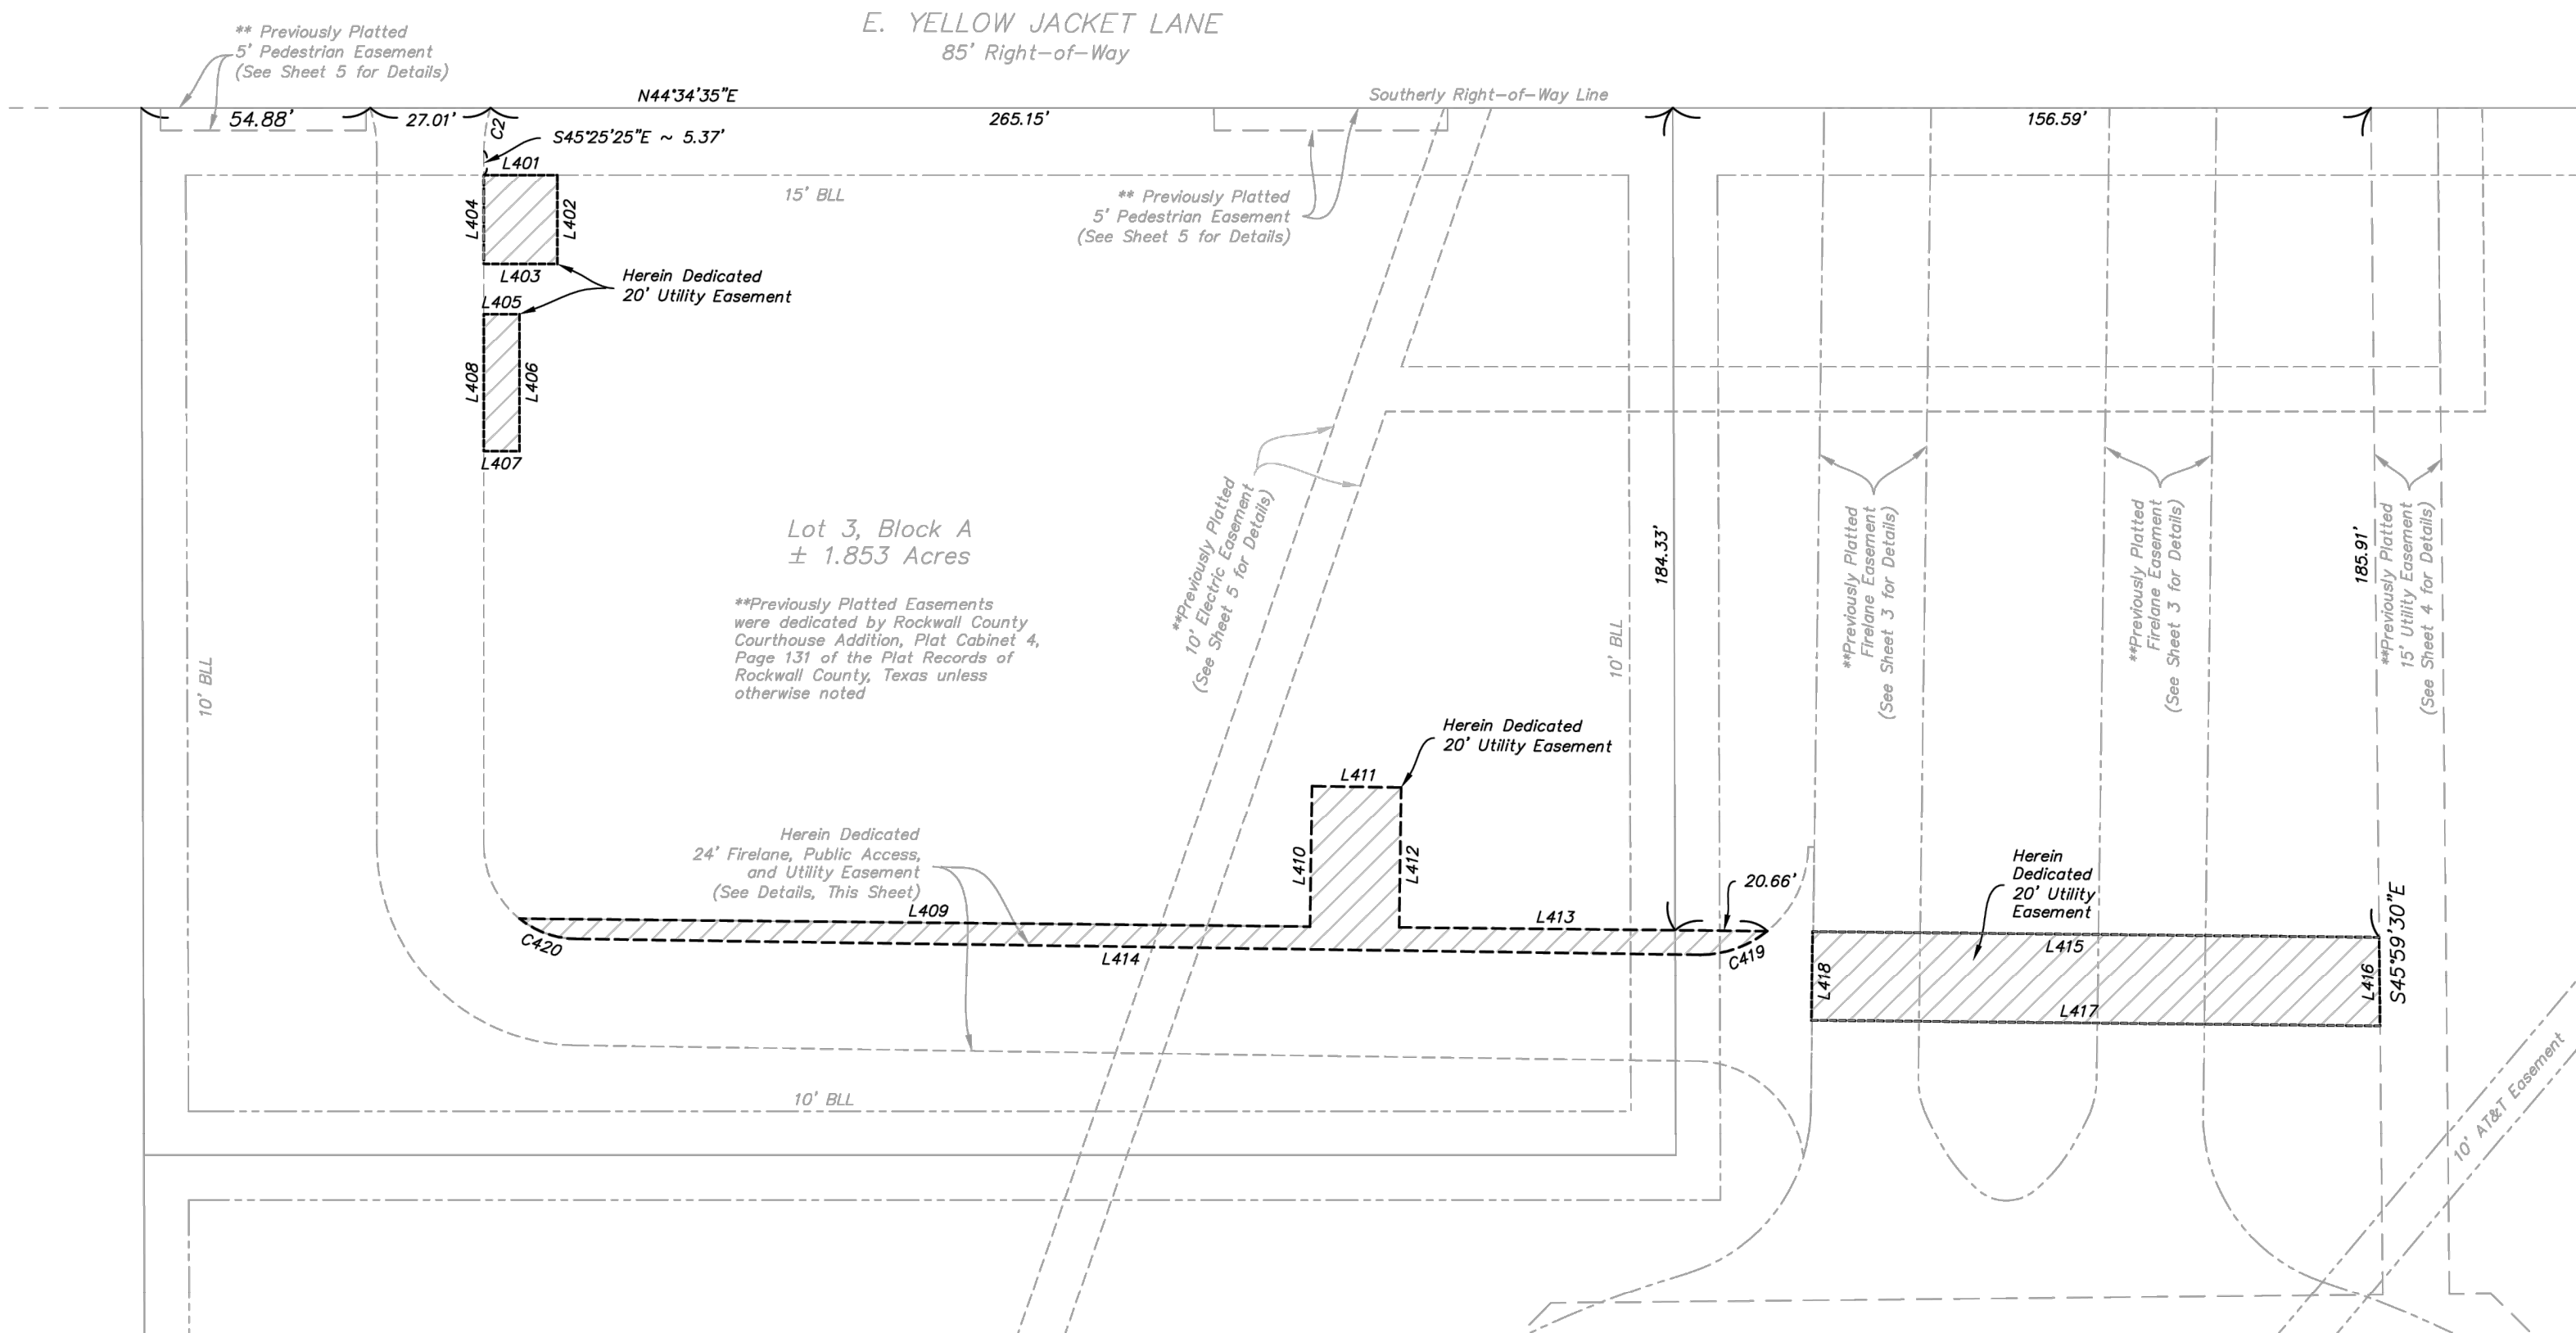 E. YELLOW JACKET LANE
85' Right-of-Way
** Previously Platted
5' Pedestrian Easement
(See Sheet 5 for Details)
N44°34'35"E
Southerly Right-of-Way Line
54.88'
27.01'
C2
265.15'
156.59'
S45°25'25"E ~ 5.37'
L401
15' BLL
L404
L402
L403
** Previously Platted
5' Pedestrian Easement
(See Sheet 5 for Details)
Herein Dedicated
20' Utility Easement
L405
L408
L406
L407
Lot 3, Block A
± 1.853 Acres
**Previously Platted Easements
were dedicated by Rockwall County
Courthouse Addition, Plat Cabinet 4,
Page 131 of the Plat Records of
Rockwall County, Texas unless
otherwise noted
**Previously Platted
10' Electric Easement
(See Sheet 5 for Details)
184.33'
10' BLL
10' BLL
**Previously Platted
Firelane Easement
(See Sheet 3 for Details)
**Previously Platted
Firelane Easement
(See Sheet 3 for Details)
185.91'
**Previously Platted
15' Utility Easement
(See Sheet 4 for Details)
Herein Dedicated
20' Utility Easement
L411
L410
L412
Herein Dedicated
24' Firelane, Public Access,
and Utility Easement
(See Details, This Sheet)
L409
C420
L414
L413
20.66'
C419
Herein
Dedicated
20' Utility
Easement
L415
L418
L416
L417
S45°59'30"E
10' BLL
10' AT&T Easement